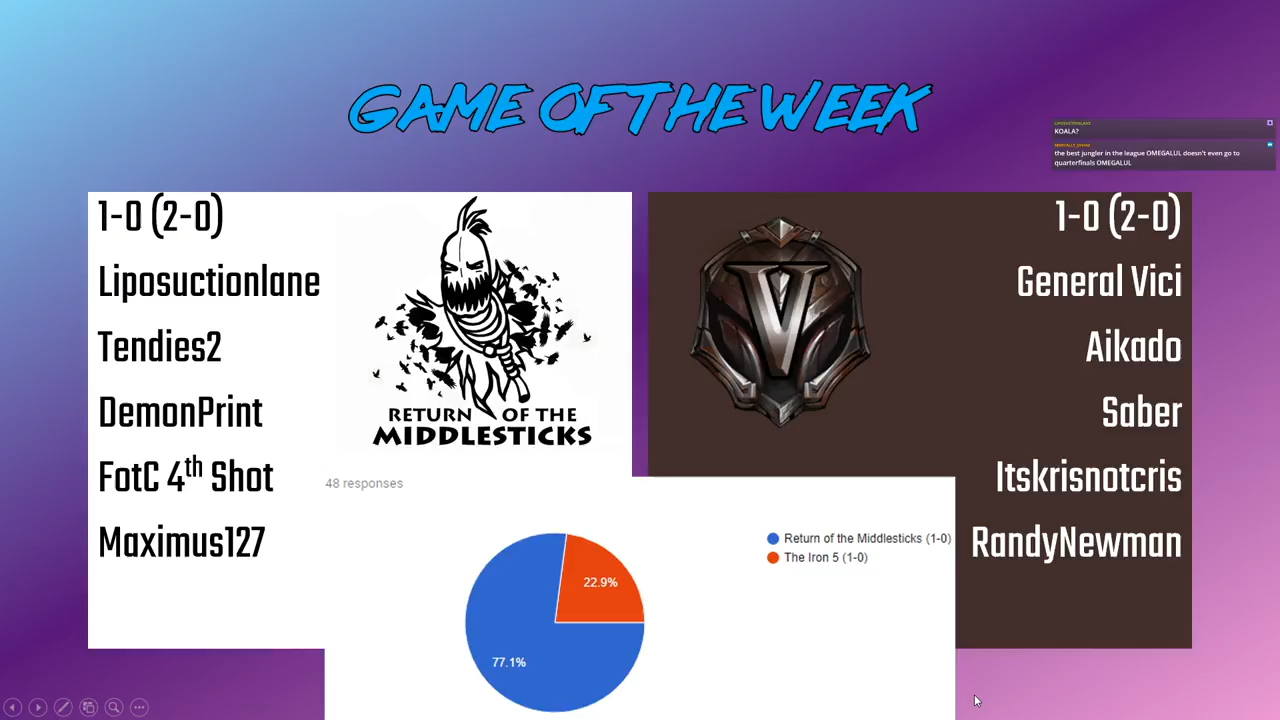 GAME OF THE WEEK
LIPOSUCTIONLANE
KOALA?
the best jungler in the league OMEGALUL doesn't even go to
quarterfinals OMEGALUL
1-0 (2-0)
Liposuctionlane
Tendies2
DemonPrint
FotC 4th Shot
Maximus127
RETURN OF THE
MIDDLESTICKS
V
1-0 (2-0)
General Vici
Aikado
Saber
Itskrisnotcris
RandyNewman
48 responses
Return of the Middlesticks (1-0)
The Iron 5 (1-0)
22.9%
77.1%